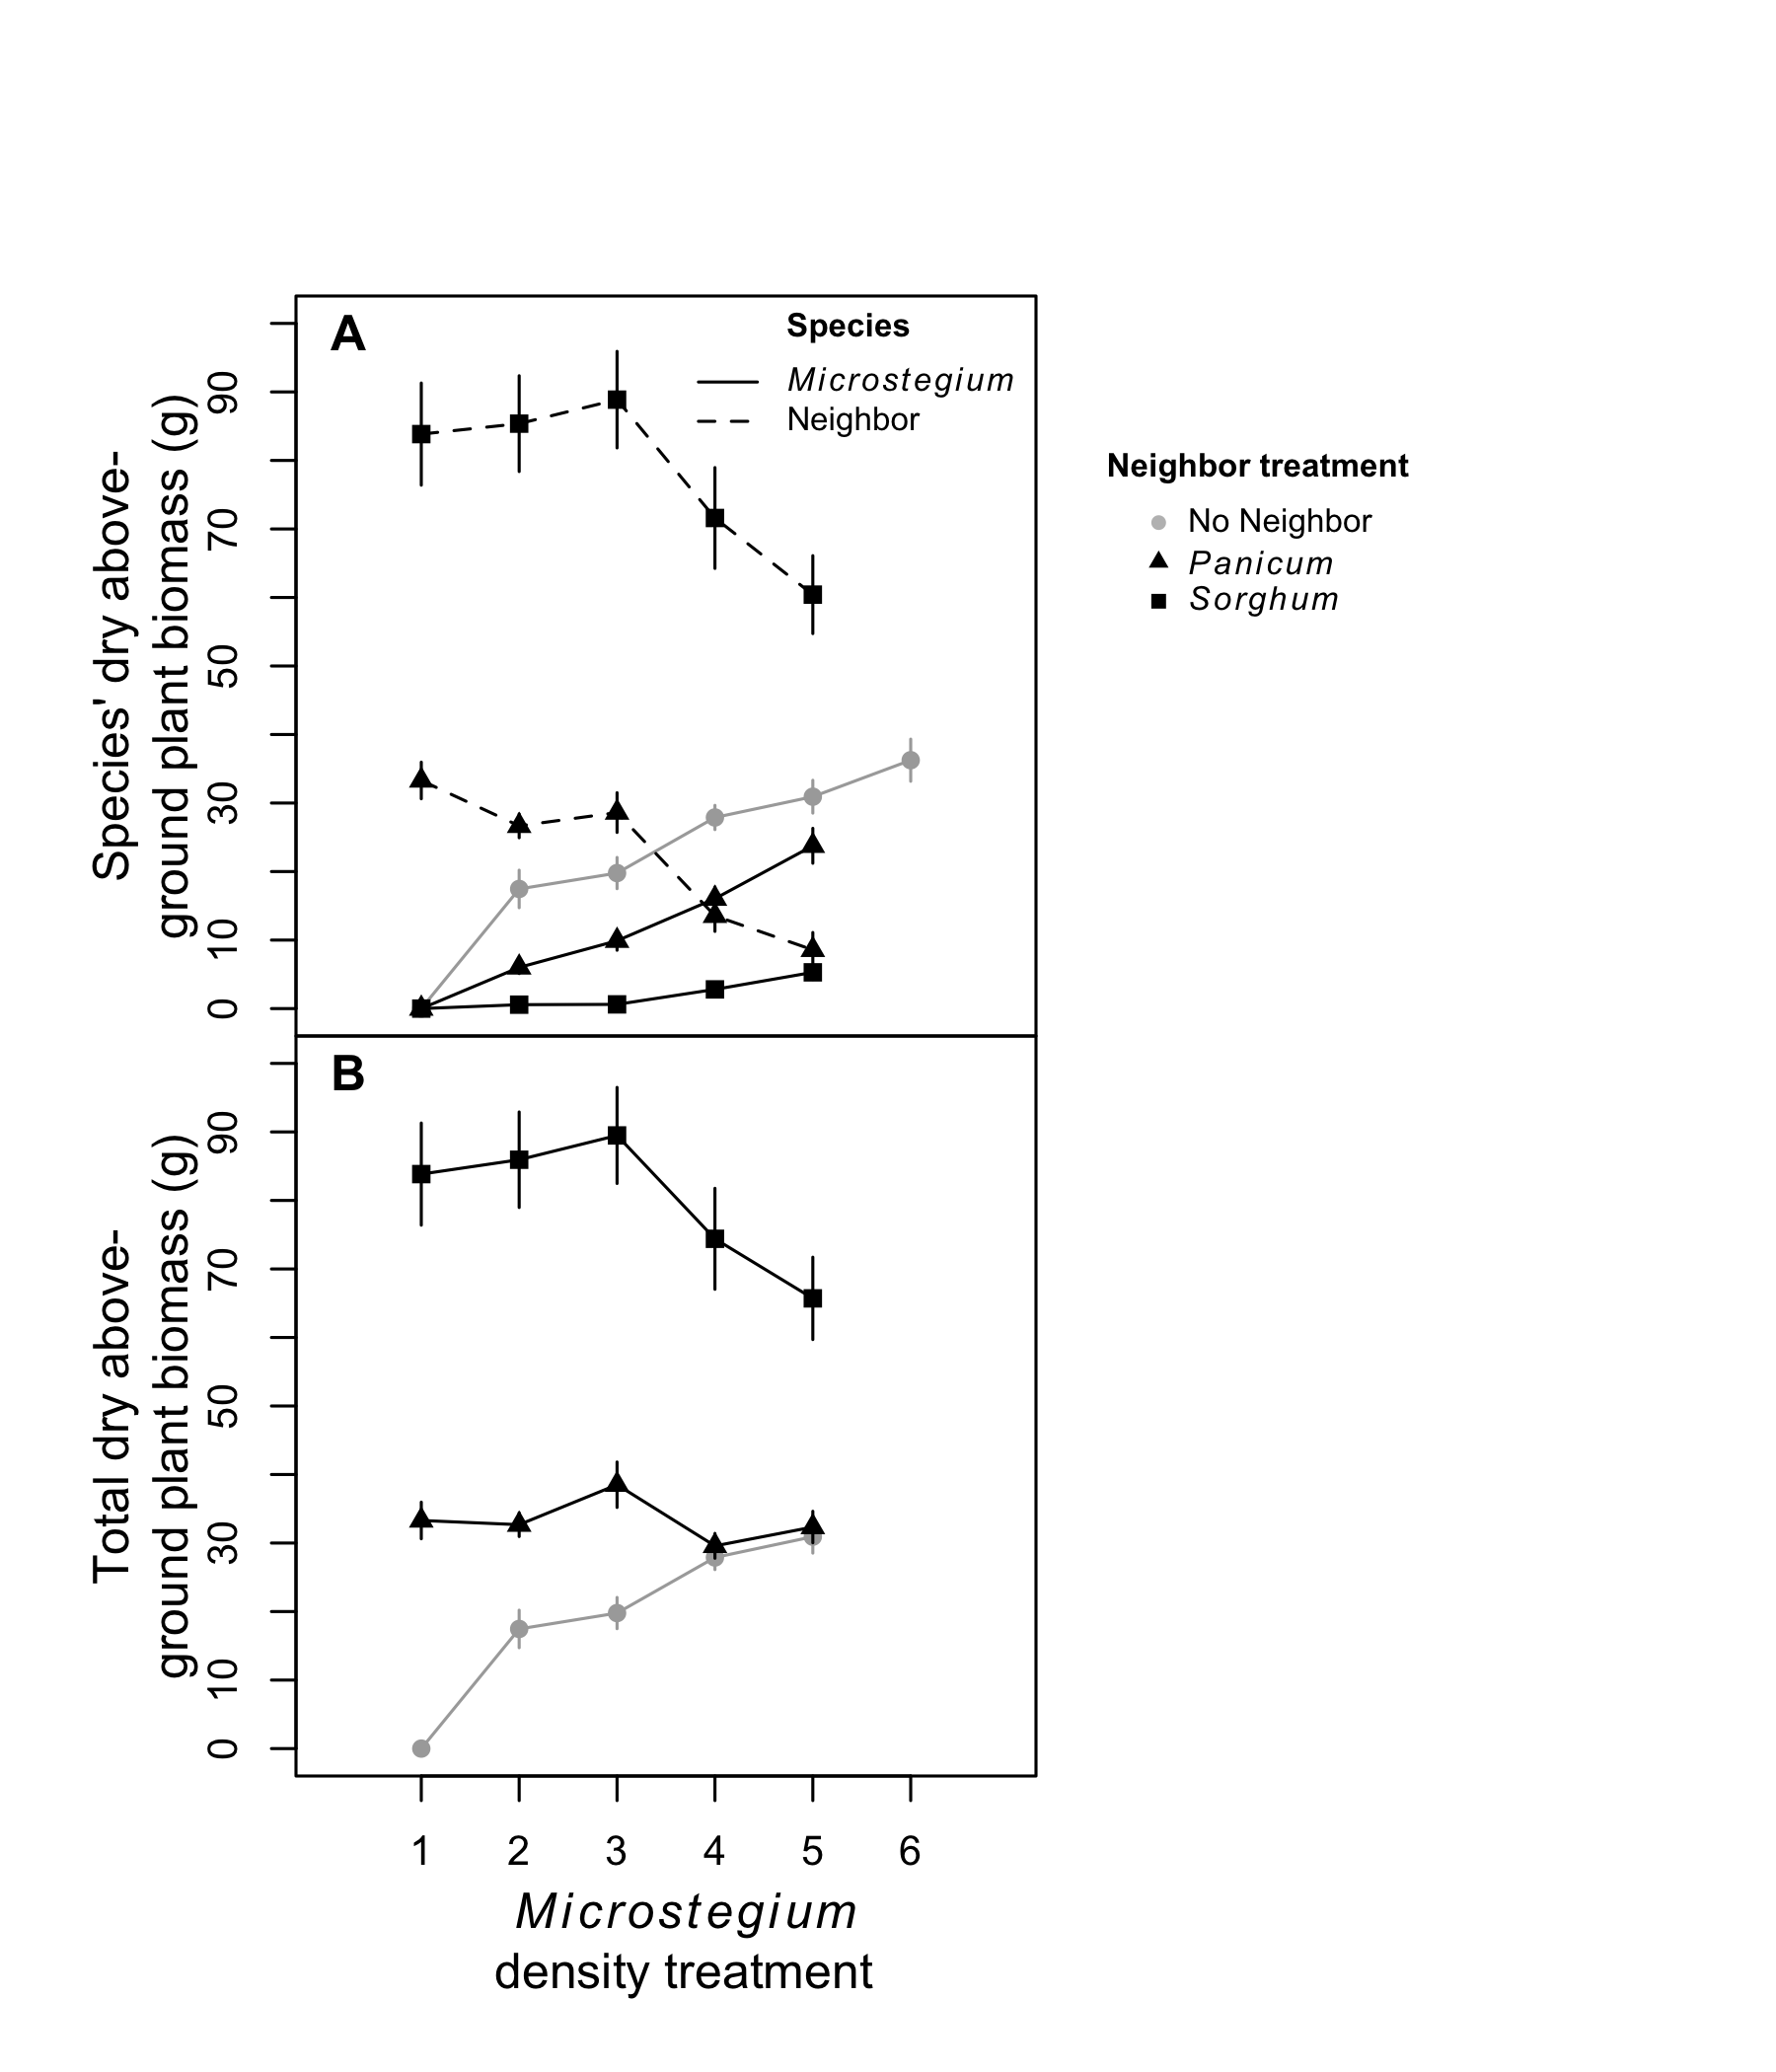 A
Species
Microstegium
Neighbor
Species' dry above-
ground plant biomass (g)
90
70
50
30
10
0
Neighbor treatment
No Neighbor
Panicum
Sorghum
B
Total dry above-
ground plant biomass (g)
90
70
50
30
10
0
1 2 3 4 5 6
Microstegium
density treatment